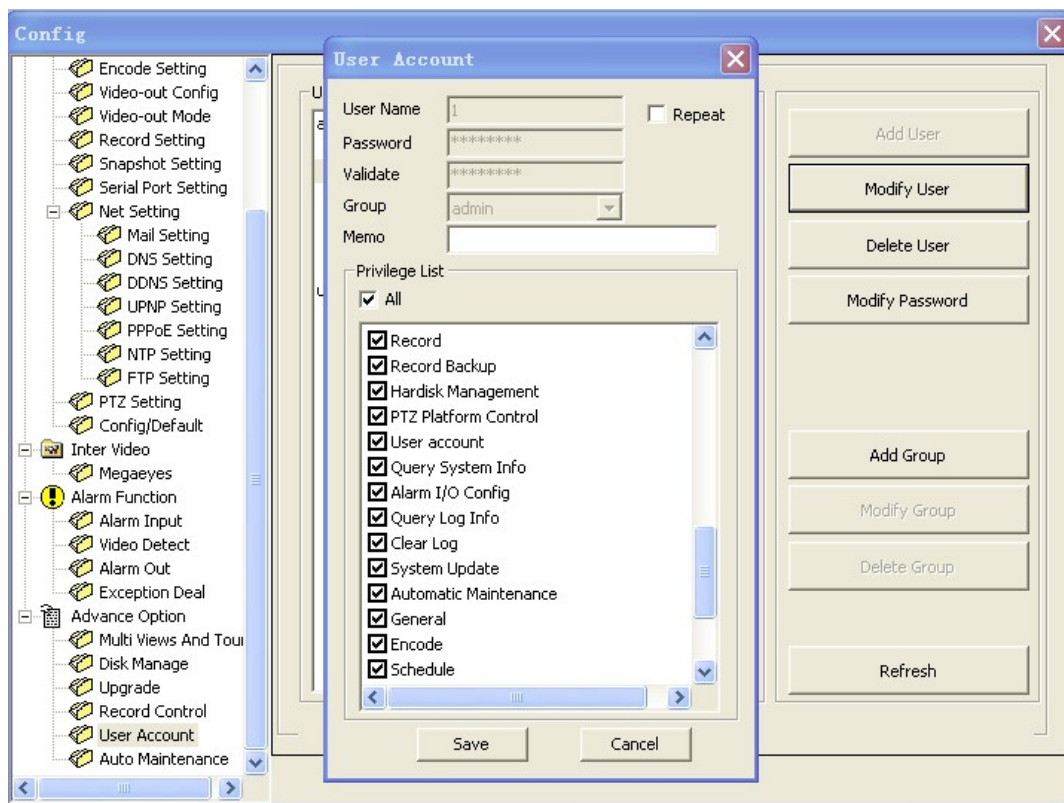 Config
Encode Setting
Video-out Config
Video-out Mode
Record Setting
Snapshot Setting
Serial Port Setting
Net Setting
Mail Setting
DNS Setting
DDNS Setting
UPNP Setting
PPPoE Setting
NTP Setting
FTP Setting
PTZ Setting
Config/Default
Inter Video
Megaeyes
Alarm Function
Alarm Input
Video Detect
Alarm Out
Exception Deal
Advance Option
Multi Views And Tour
Disk Manage
Upgrade
Record Control
User Account
Auto Maintenance
User Account
User Name 1
Repeat
Password ********
Validate ********
Group admin
Memo
Privilege List
All
Record
Record Backup
Hardisk Management
PTZ Platform Control
User account
Query System Info
Alarm I/O Config
Query Log Info
Clear Log
System Update
Automatic Maintenance
General
Encode
Schedule
Save
Cancel
Add User
Modify User
Delete User
Modify Password
Add Group
Modify Group
Delete Group
Refresh